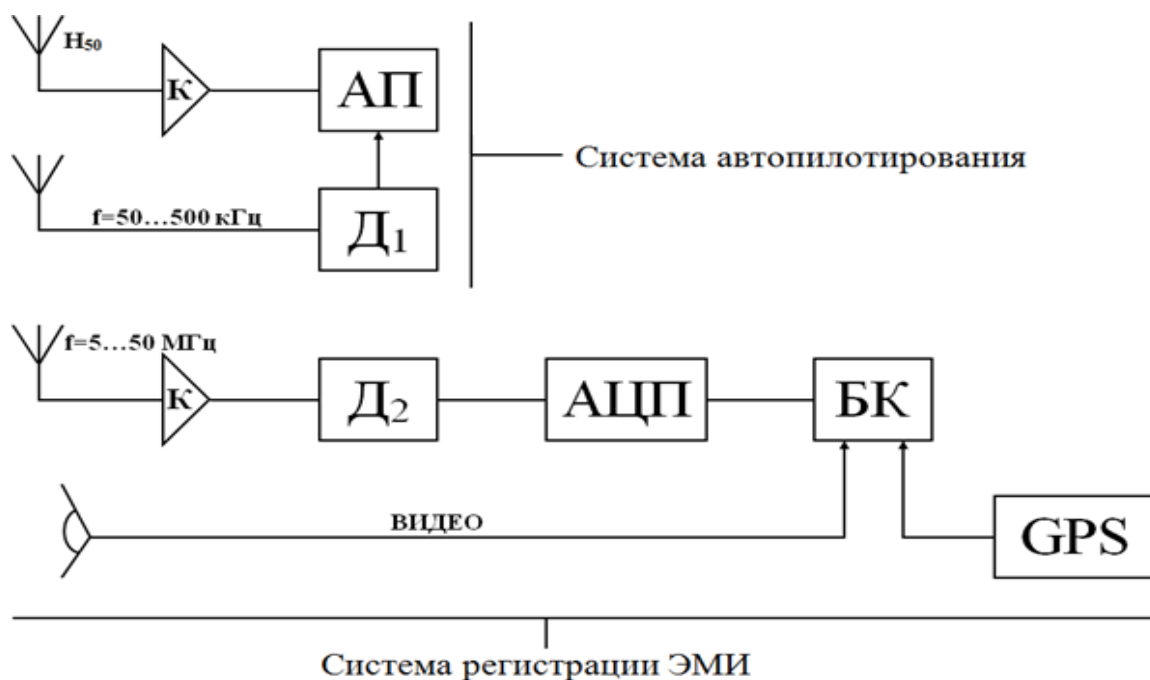 H₅₀
К
АП
Система автопилотирования
f=50...500 кГц
Д₁
f=5...50 МГц
К
Д₂
АЦП
БК
ВИДЕО
GPS
Система регистрации ЭМИ